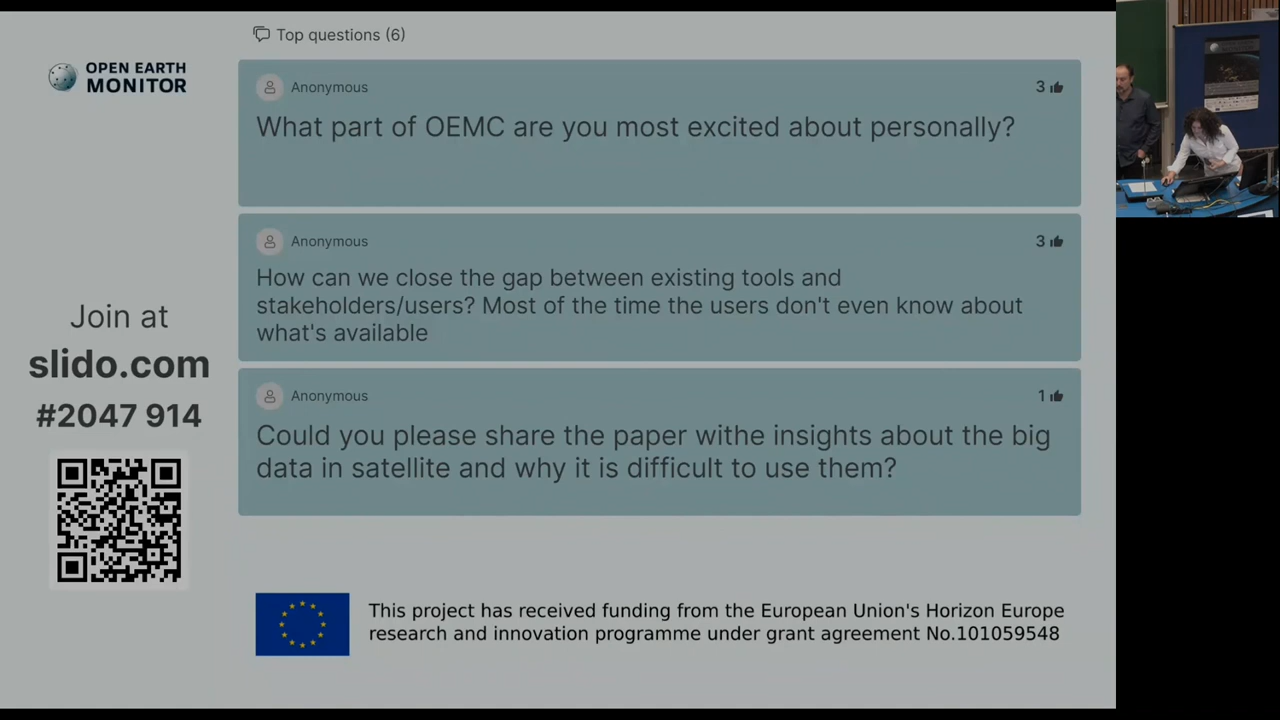 Top questions (6)
OPEN EARTH
MONITOR
Anonymous
3
What part of OEMC are you most excited about personally?
Anonymous
3
How can we close the gap between existing tools and
stakeholders/users? Most of the time the users don't even know about
what's available
Anonymous
1
Could you please share the paper withe insights about the big
data in satellite and why it is difficult to use them?
Join at
slido.com
#2047 914
This project has received funding from the European Union's Horizon Europe
research and innovation programme under grant agreement No.101059548